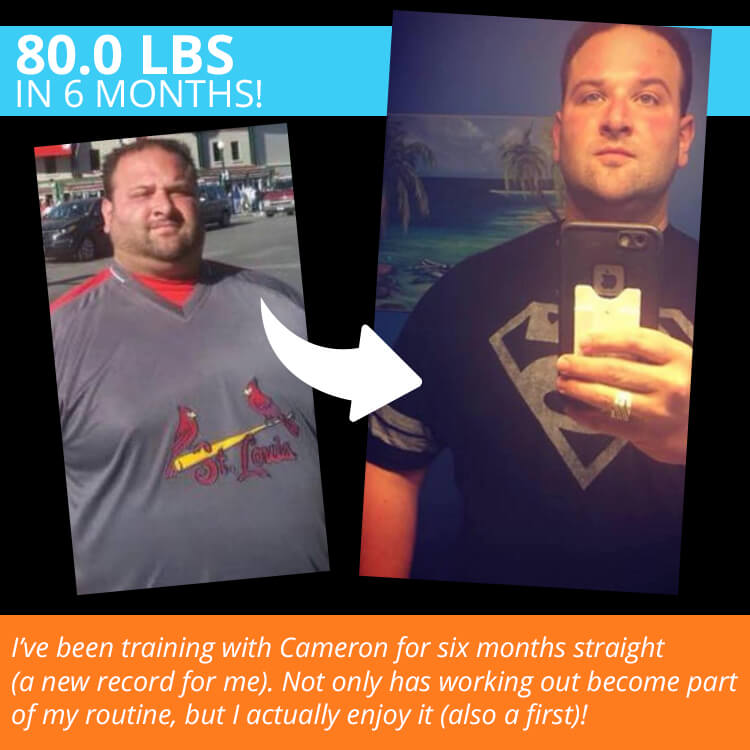 80.0 LBS
IN 6 MONTHS!
St. Louis
I've been training with Cameron for six months straight
(a new record for me). Not only has working out become part
of my routine, but I actually enjoy it (also a first)!